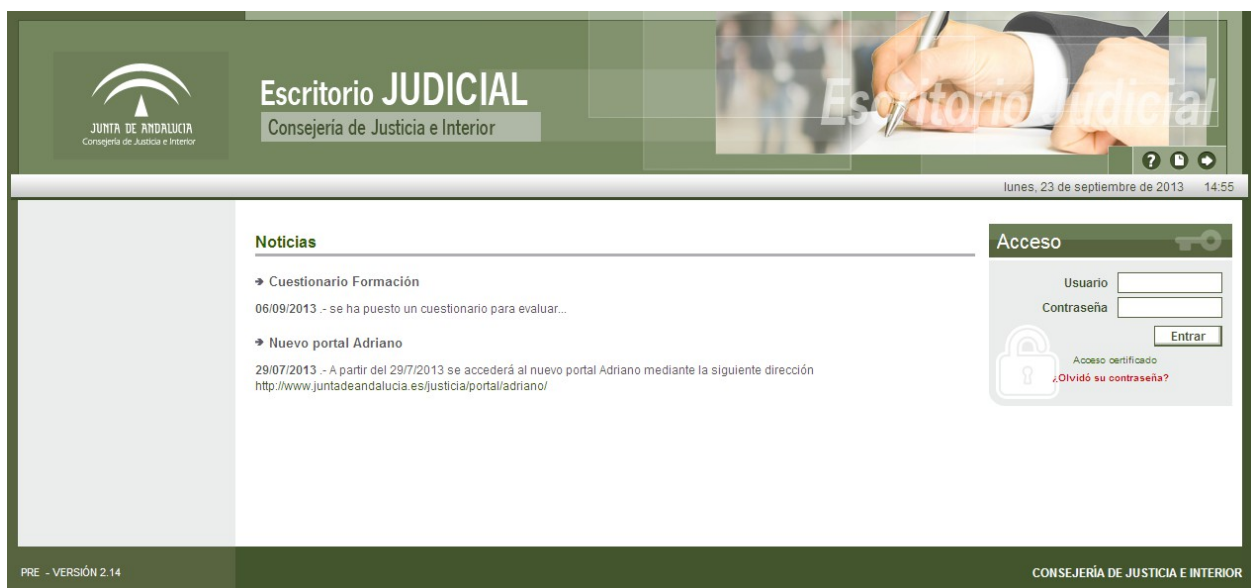 JUNTA DE ANDALUCIA
Consejería de Justicia e Interior
Escritorio JUDICIAL
Consejería de Justicia e Interior
Escritorio Judicial
lunes, 23 de septiembre de 2013 14:55
Noticias
Cuestionario Formación
06/09/2013 .- se ha puesto un cuestionario para evaluar...
Nuevo portal Adriano
29/07/2013 .- A partir del 29/7/2013 se accederá al nuevo portal Adriano mediante la siguiente dirección
http://www.juntadeandalucia.es/justicia/portal/adriano/
Acceso
Usuario
Contraseña
Entrar
Acceso certificado
¿Olvidó su contraseña?
PRE - VERSIÓN 2.14
CONSEJERÍA DE JUSTICIA E INTERIOR